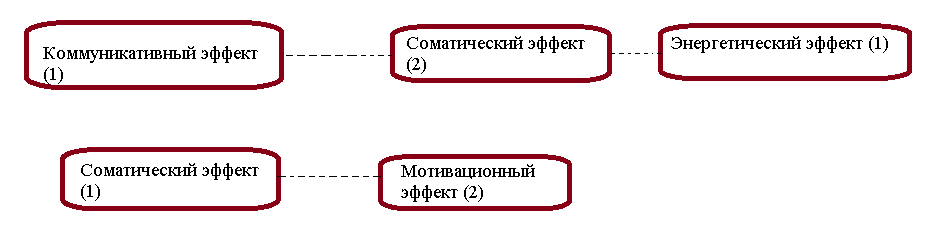 Коммуникативный эффект
(1)
Соматический эффект
(2)
Энергетический эффект (1)
Соматический эффект
(1)
Мотивационный
эффект (2)